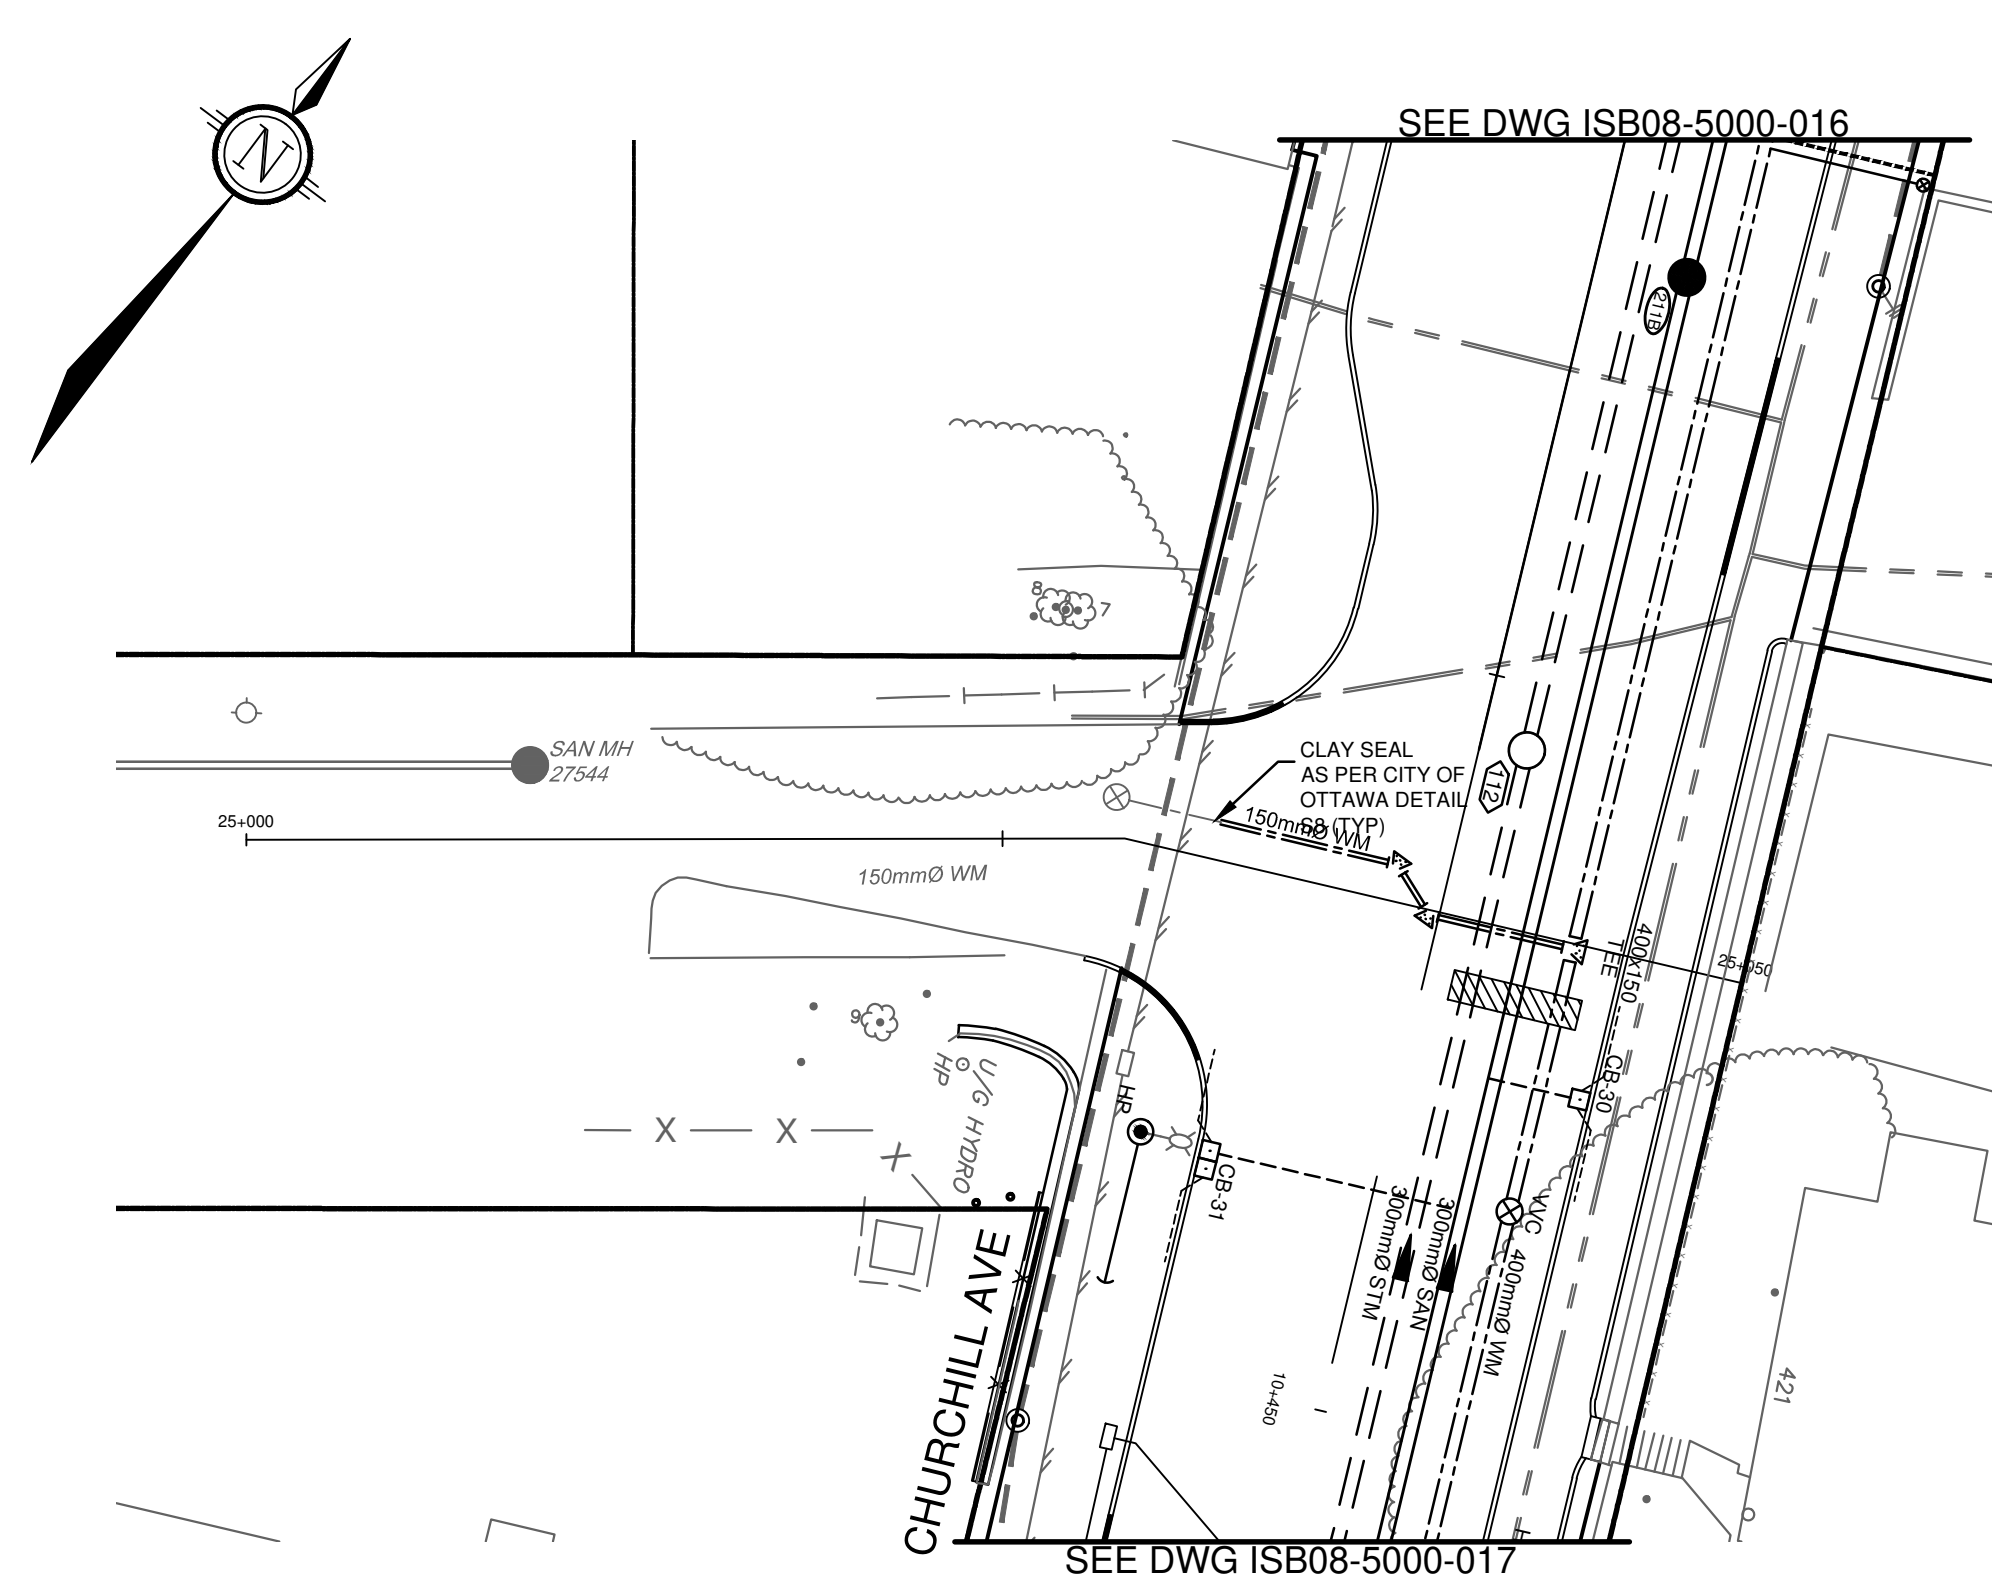 SEE DWG ISB08-5000-016
N
211B
8
7
SAN MH
27544
CLAY SEAL
AS PER CITY OF
OTTAWA DETAIL
S8 (TYP)
112
150mmØ WM
25+000
150mmØ WM
400x150
TEE
25+050
9
HP
U/G HYDRO
HP
CB-30
CB-31
X X X
VVC
300mmØ STM
300mmØ SAN
400mmØ WM
CHURCHILL AVE
10+450
421
SEE DWG ISB08-5000-017